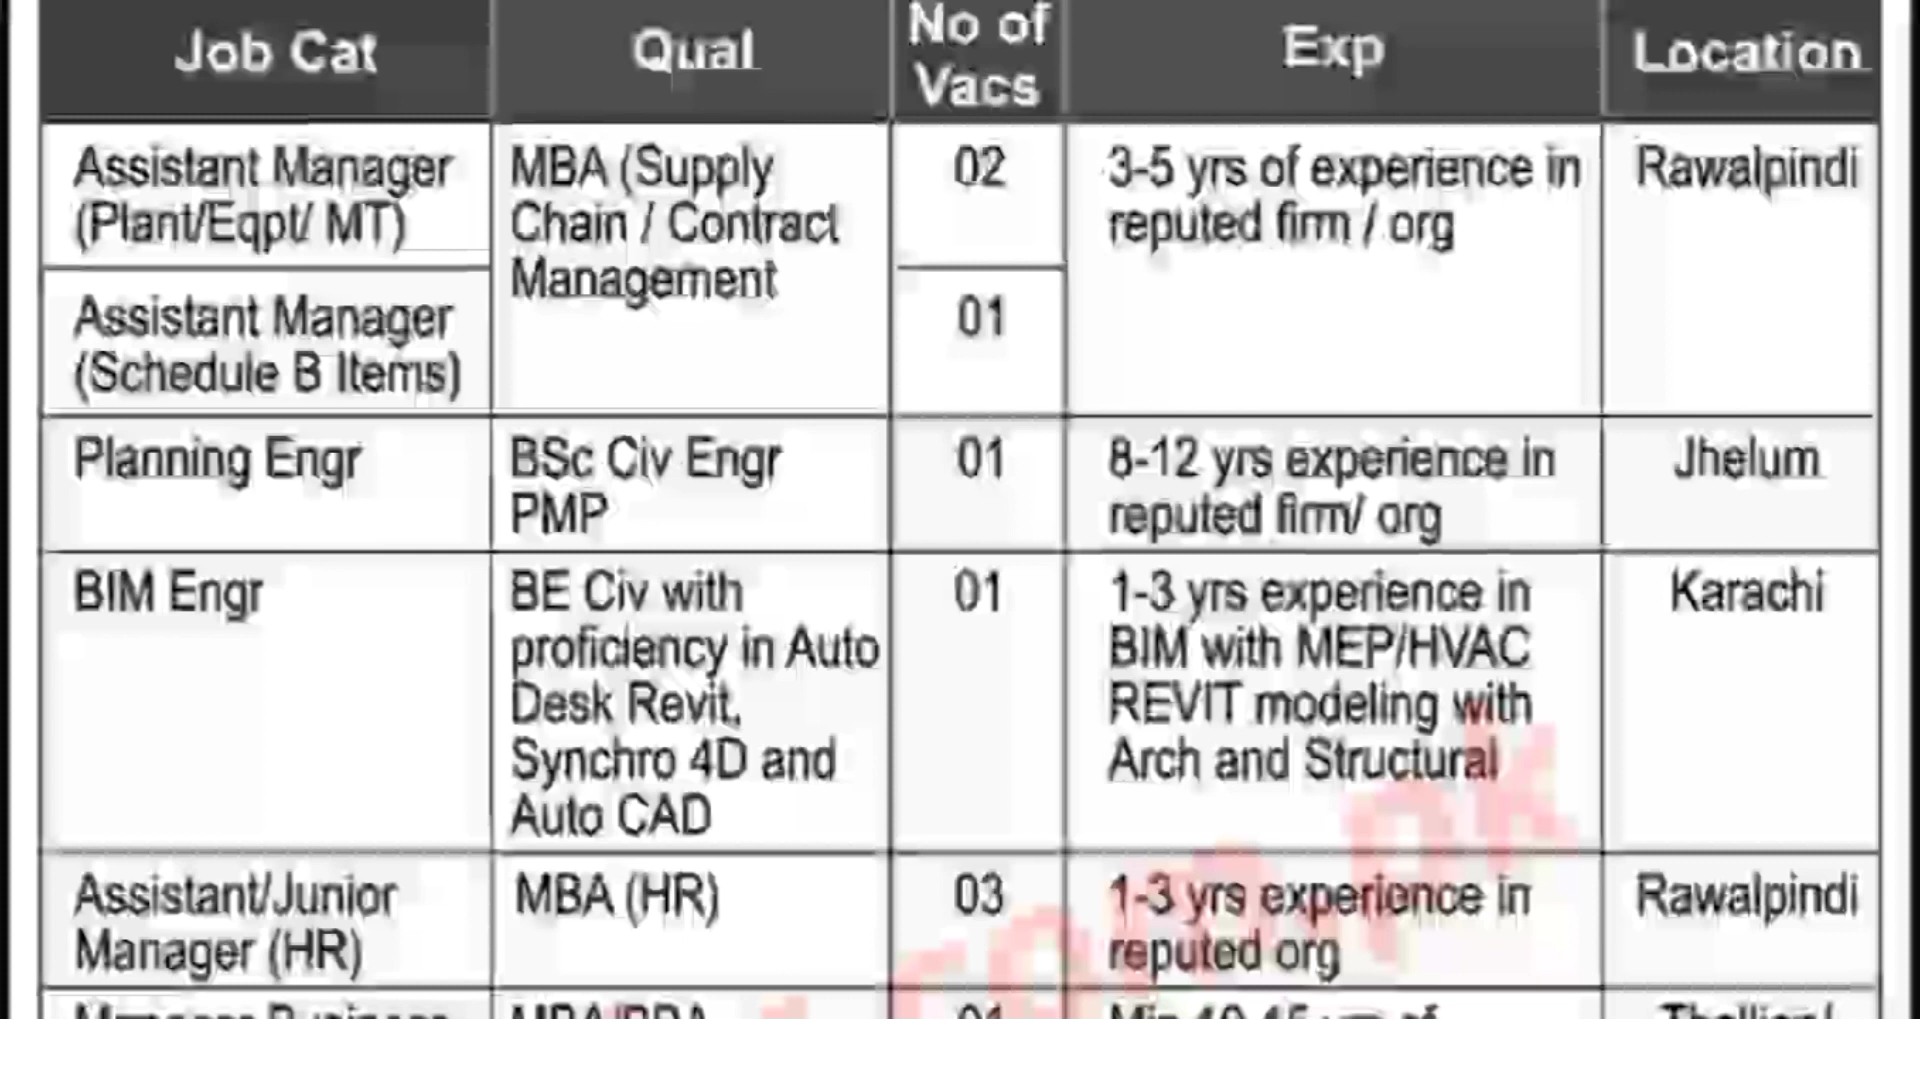 Job Cat
Qual
No of
Vacs
Exp
Location
Assistant Manager
(Plant/Eqpt/ MT)
MBA (Supply
Chain / Contract
Management
02
3-5 yrs of experience in
reputed firm / org
Rawalpindi
Assistant Manager
(Schedule B Items)
01
Planning Engr
BSc Civ Engr
PMP
01
8-12 yrs experience in
reputed firm/ org
Jhelum
BIM Engr
BE Civ with
proficiency in Auto
Desk Revit,
Synchro 4D and
Auto CAD
01
1-3 yrs experience in
BIM with MEP/HVAC
REVIT modeling with
Arch and Structural
Karachi
Assistant/Junior
Manager (HR)
MBA (HR)
03
1-3 yrs experience in
reputed org
Rawalpindi
Manager Business
MBA/BBA
01